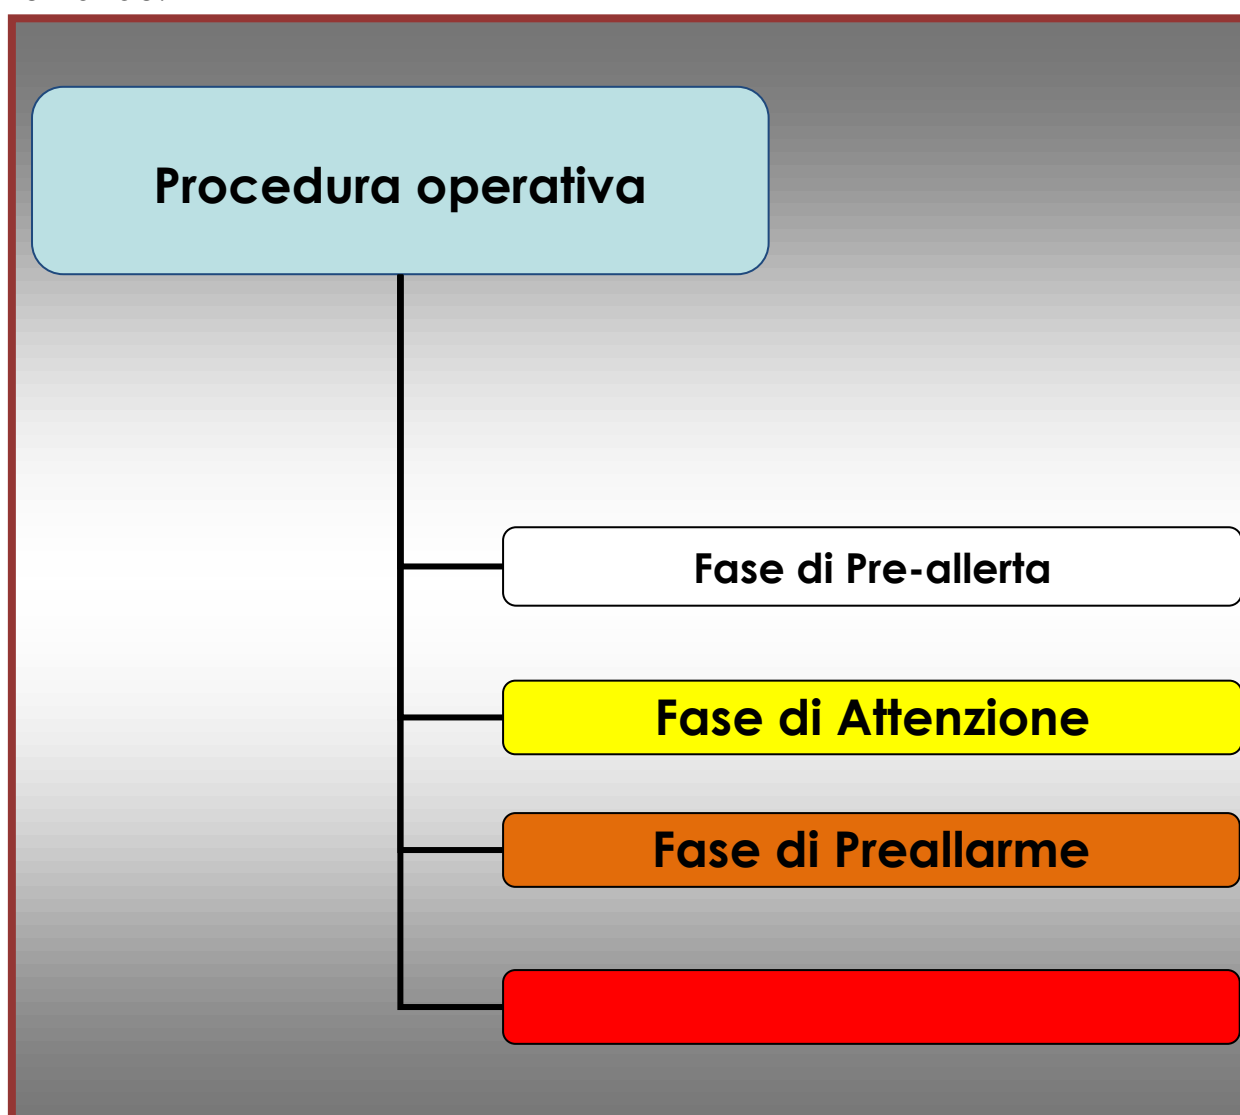 Procedura operativa
Fase di Pre-allerta
Fase di Attenzione
Fase di Preallarme